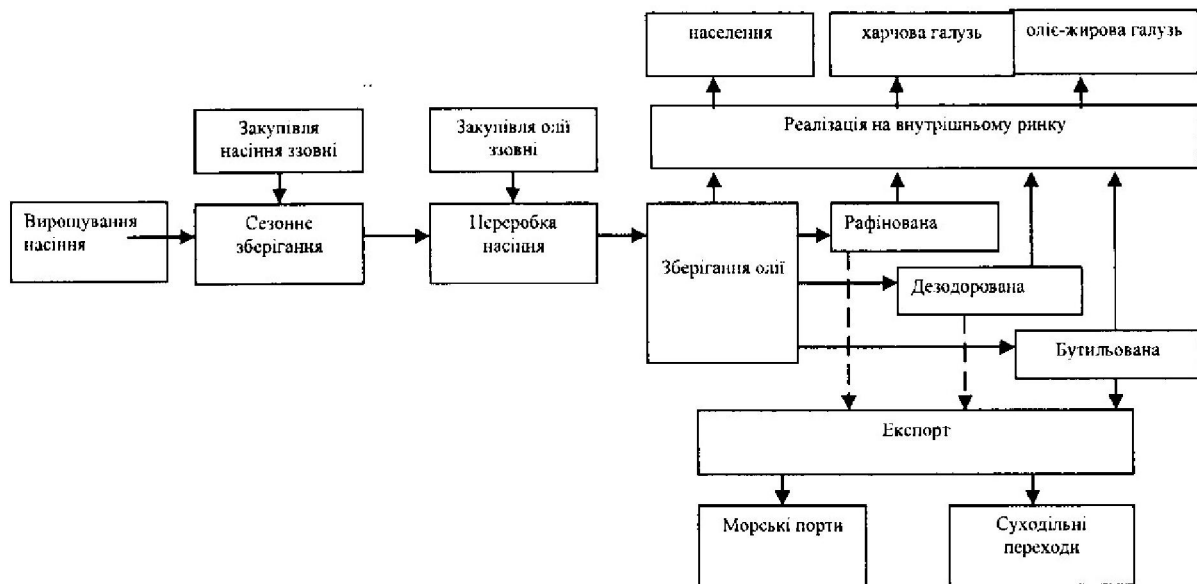 населення
харчова галузь
оліє-жирова галузь
Реалізація на внутрішньому ринку
Закупівля
насіння ззовні
Закупівля олії
ззовні
Вирощування
насіння
Сезонне
зберігання
Переробка
насіння
Зберігання олії
Рафінована
Дезодорована
Бутильована
Експорт
Морські порти
Суходільні
переходи